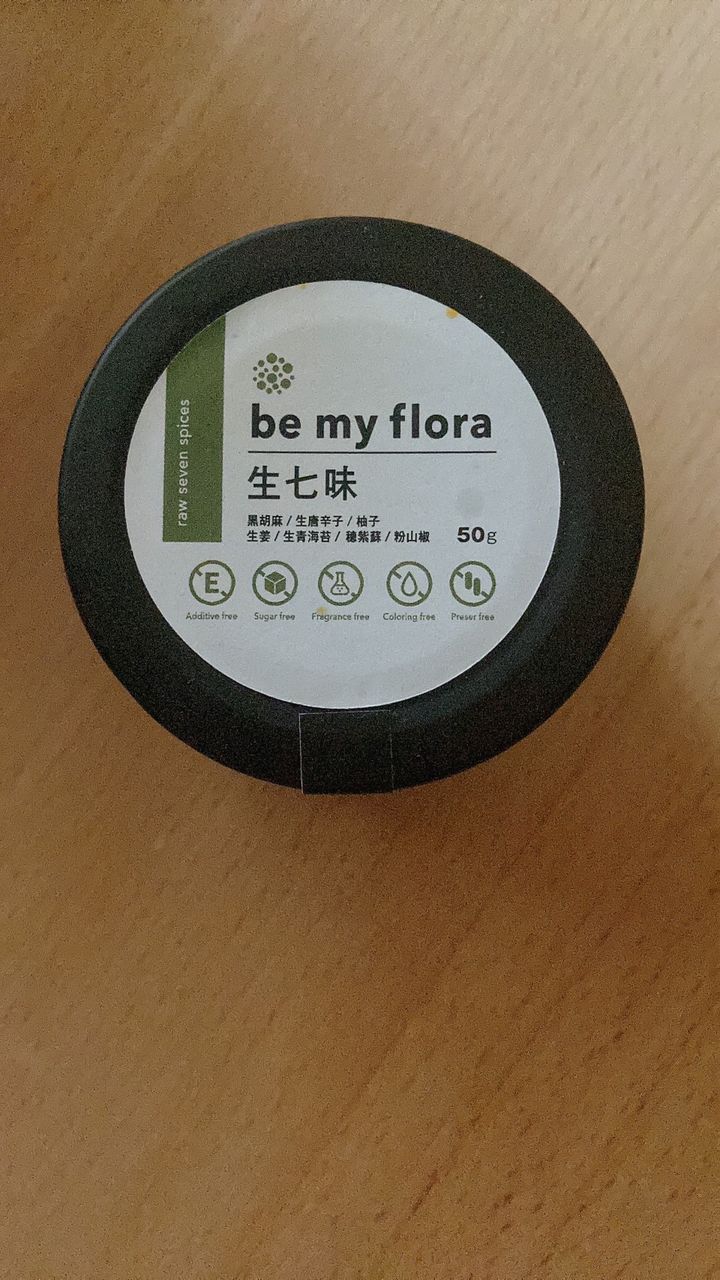 raw seven spices
be my flora
生七味
黒胡麻 / 生唐辛子 / 柚子
生姜 / 生青海苔 / 穂紫蘇 / 粉山椒
50g
E
Additive free
Sugar free
Fragrance free
Coloring free
Preser free